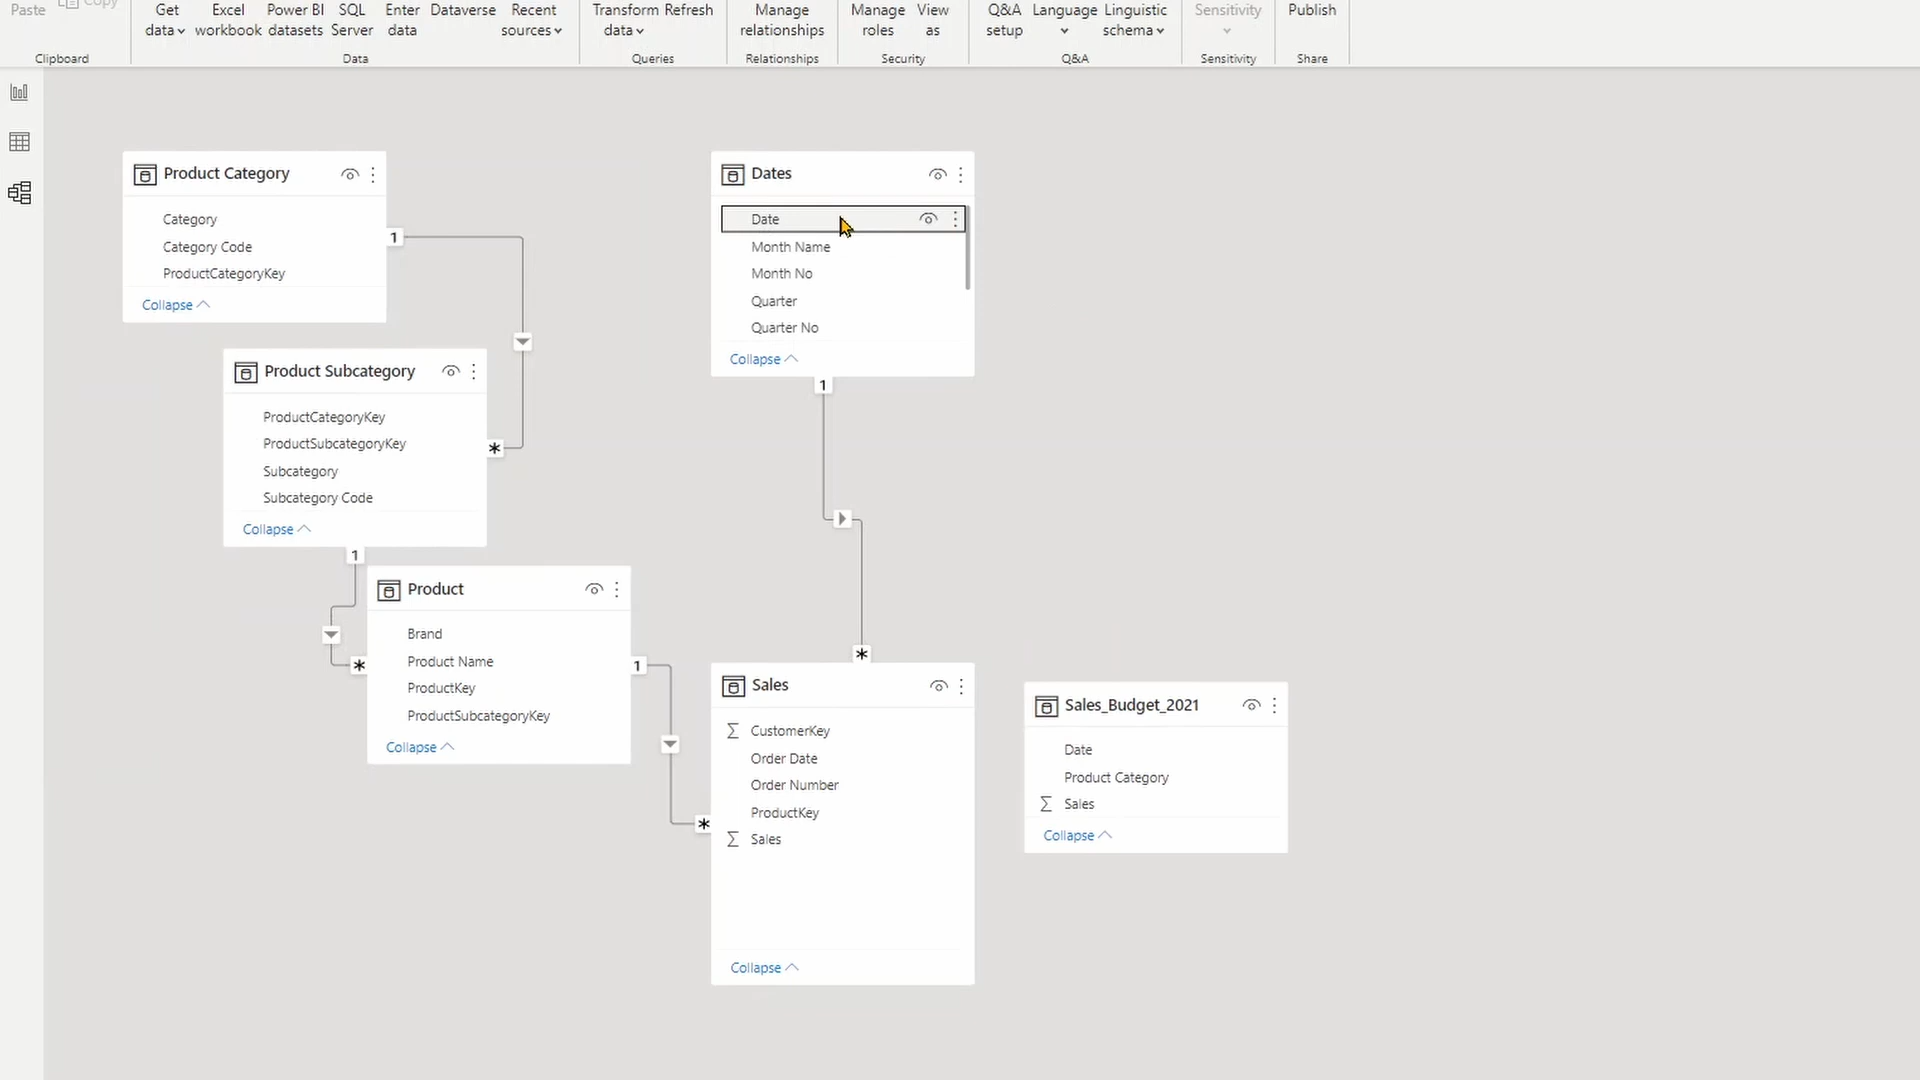 Paste
Copy
Get data
Excel workbook
Power BI datasets
SQL Server
Enter data
Dataverse
Recent sources
Transform data
Refresh
Manage relationships
Manage roles
View as
Q&A setup
Language
Linguistic schema
Sensitivity
Publish
Clipboard
Data
Queries
Relationships
Security
Q&A
Sensitivity
Share
Product Category
Category
Category Code
ProductCategoryKey
Collapse
1
*
Product Subcategory
ProductCategoryKey
ProductSubcategoryKey
Subcategory
Subcategory Code
Collapse
1
*
Product
Brand
Product Name
ProductKey
ProductSubcategoryKey
Collapse
1
*
Dates
Date
Month Name
Month No
Quarter
Quarter No
Collapse
1
*
Sales
∑ CustomerKey
Order Date
Order Number
ProductKey
∑ Sales
Collapse
Sales_Budget_2021
Date
Product Category
∑ Sales
Collapse